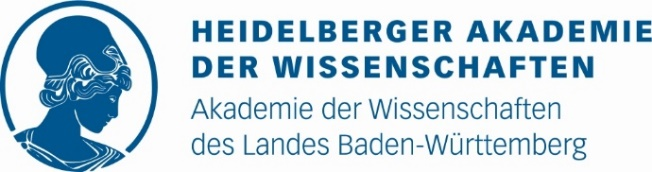 HEIDELBERGER AKADEMIE
DER WISSENSCHAFTEN
Akademie der Wissenschaften
des Landes Baden-Württemberg